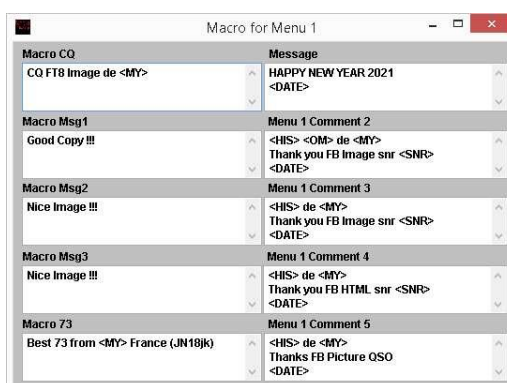 Macro for Menu 1
Macro CQ
CQ FT8 Image de <MY>
Message
HAPPY NEW YEAR 2021
<DATE>
Macro Msg1
Good Copy !!!
Menu 1 Comment 2
<HIS> <OM> de <MY>
Thank you FB Image snr <SNR>
<DATE>
Macro Msg2
Nice Image !!!
Menu 1 Comment 3
<HIS> de <MY>
Thank you FB Image snr <SNR>
<DATE>
Macro Msg3
Nice Image !!!
Menu 1 Comment 4
<HIS> de <MY>
Thank you FB HTML snr <SNR>
<DATE>
Macro 73
Best 73 from <MY> France (JN18jk)
Menu 1 Comment 5
<HIS> de <MY>
Thanks FB Picture QSO
<DATE>